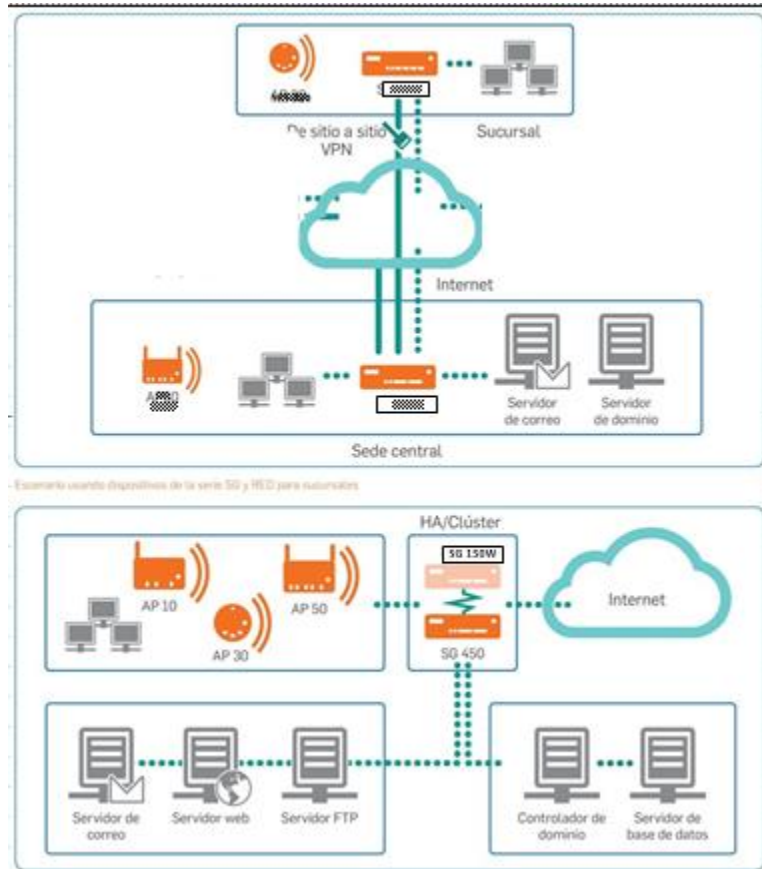 De sitio a sitio
VPN
Sucursal
Internet
Servidor
de correo
Servidor
de dominio
Sede central
Escenario usando dispositivos de la serie SG y RED para sucursales
HA/Clúster
SG 150W
AP 10
AP 50
AP 30
SG 450
Internet
Servidor de
correo
Servidor web
Servidor FTP
Controlador de
dominio
Servidor de
base de datos